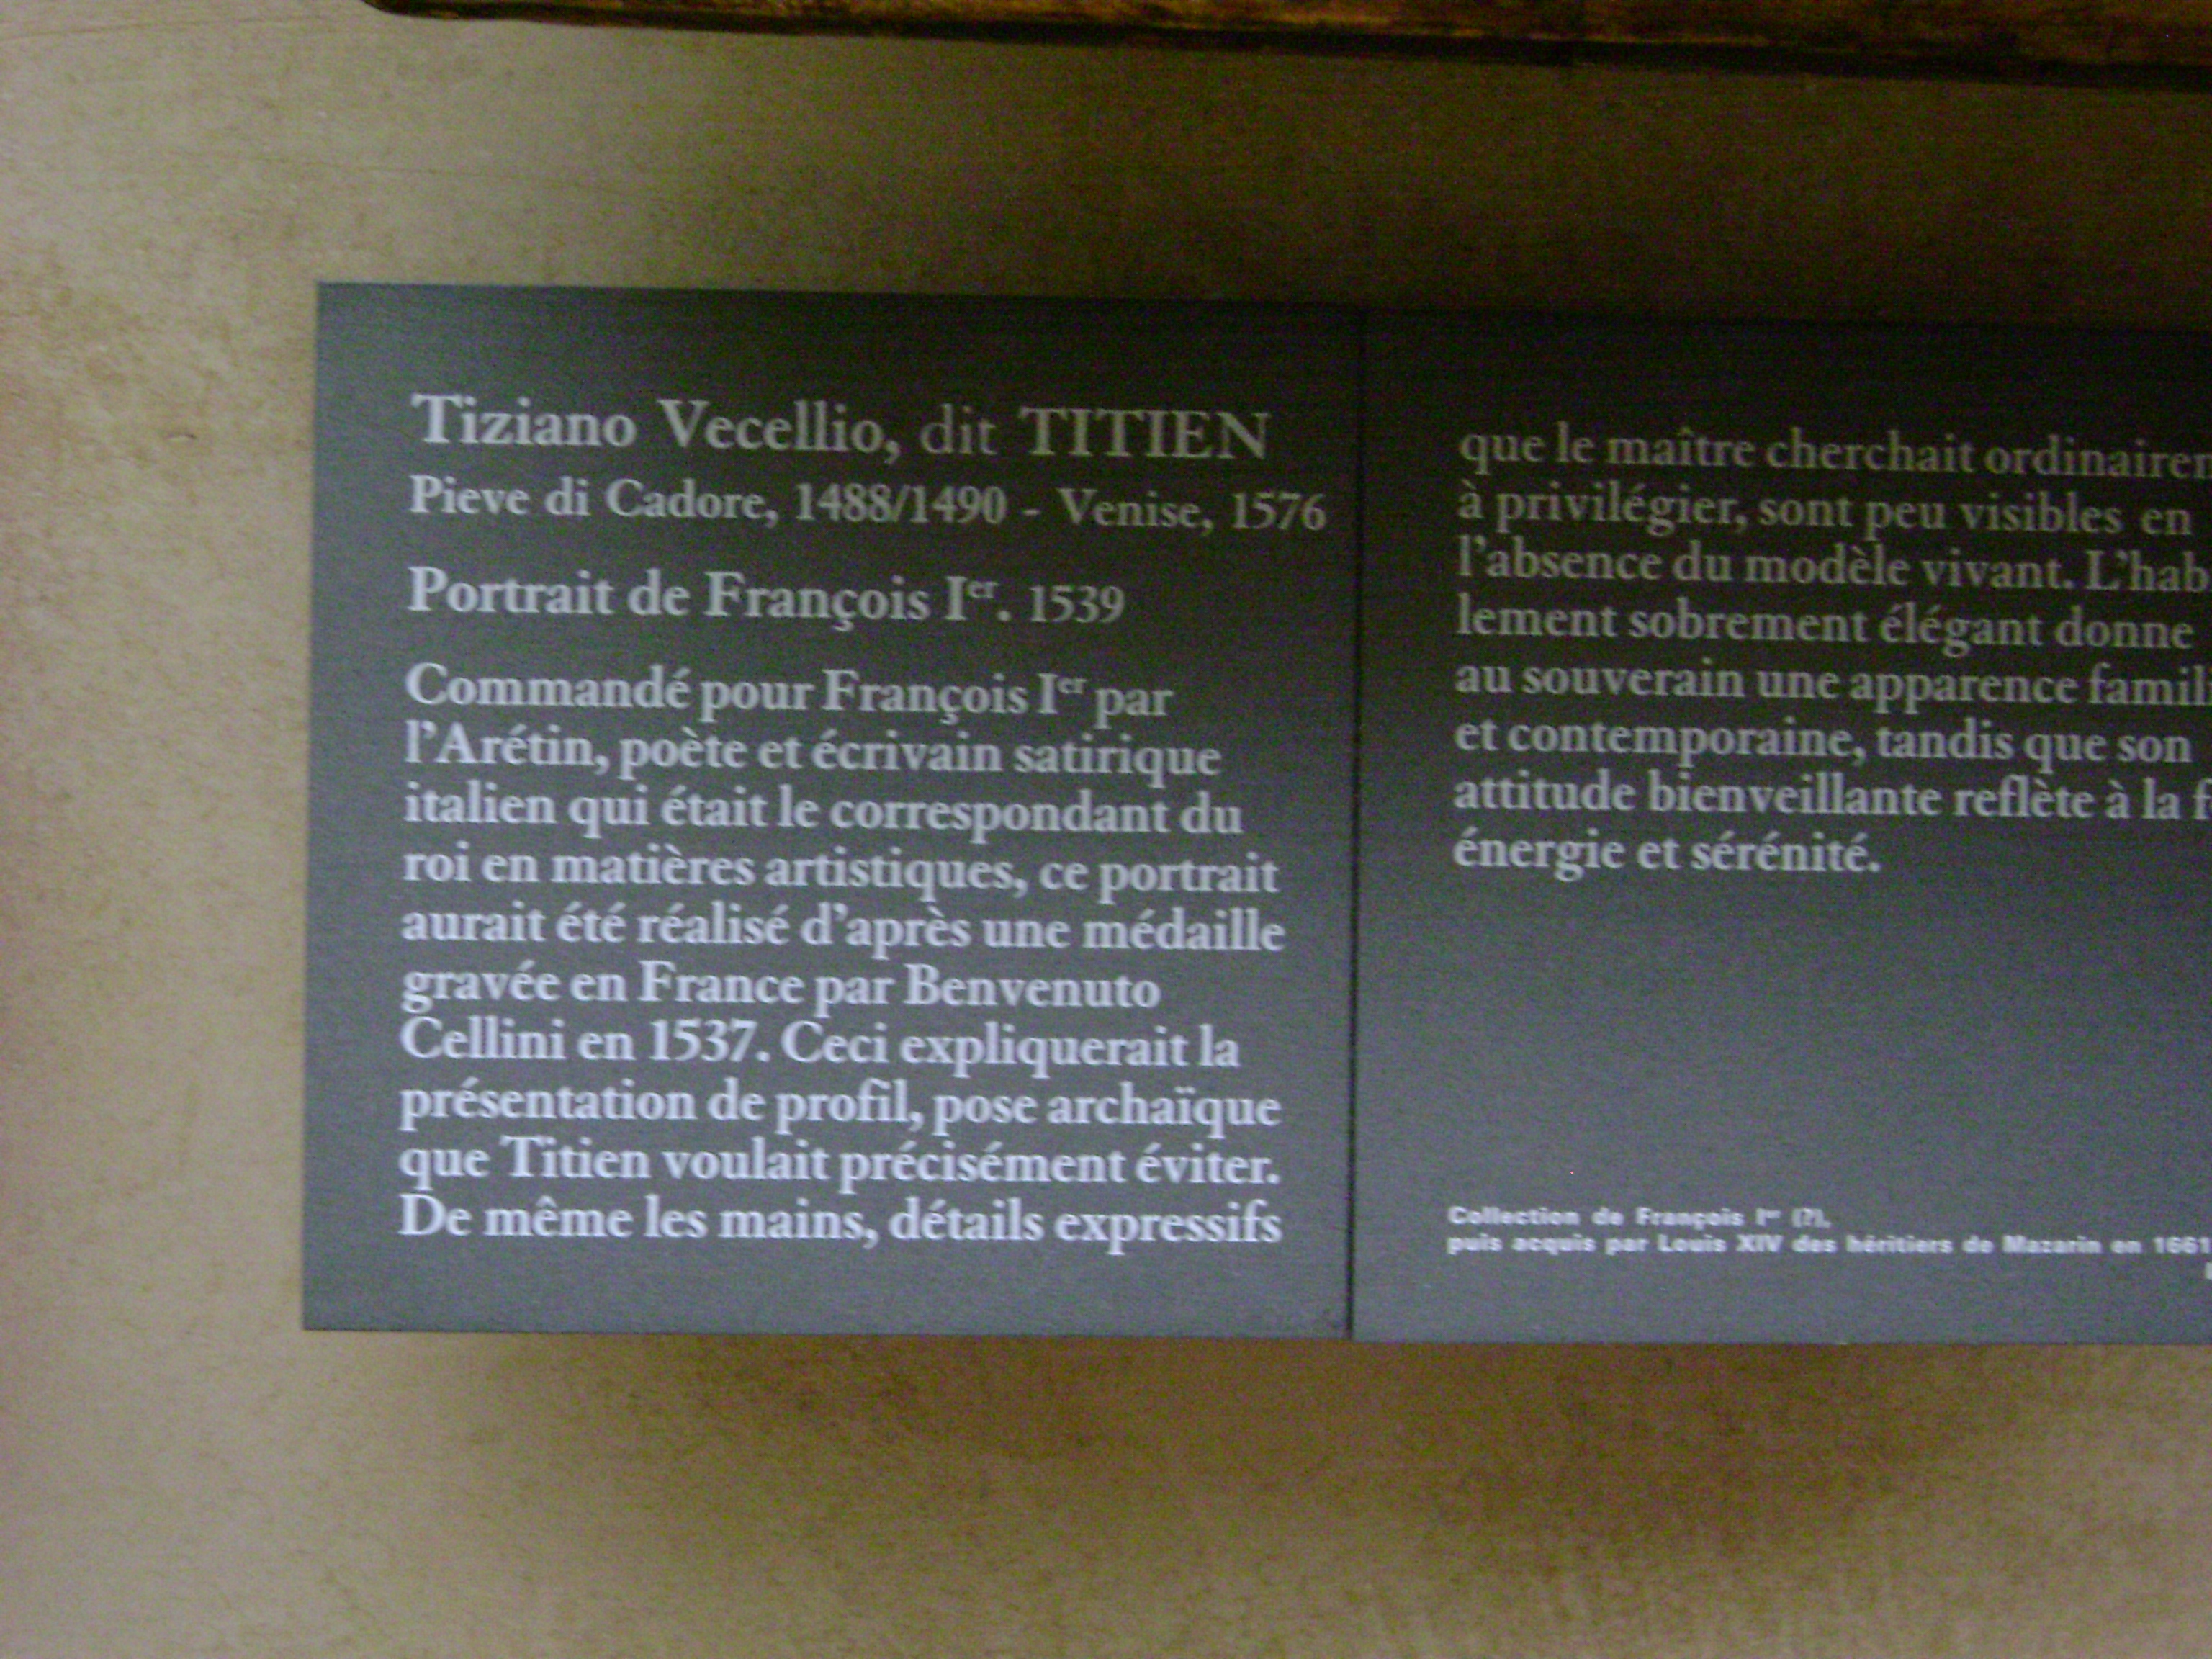 Tiziano Vecellio, dit TITIEN
Pieve di Cadore, 1488/1490 - Venise, 1576
Portrait de François Ier. 1539
Commandé pour François Ier par
l'Arétin, poète et écrivain satirique
italien qui était le correspondant du
roi en matières artistiques, ce portrait
aurait été réalisé d'après une médaille
gravée en France par Benvenuto
Cellini en 1537. Ceci expliquerait la
présentation de profil, pose archaïque
que Titien voulait précisément éviter.
De même les mains, détails expressifs
que le maître cherchait
à privilégier, sont peu visibles en
l'absence du modèle vivant.
lement sobrement élégant donne
au souverain une apparence
et contemporaine, tandis que son
attitude bienveillante reflète à la
énergie et sérénité.
Collection de François Ier (?),
puis acquis par Louis XIV des héritiers de Mazarin en 1661